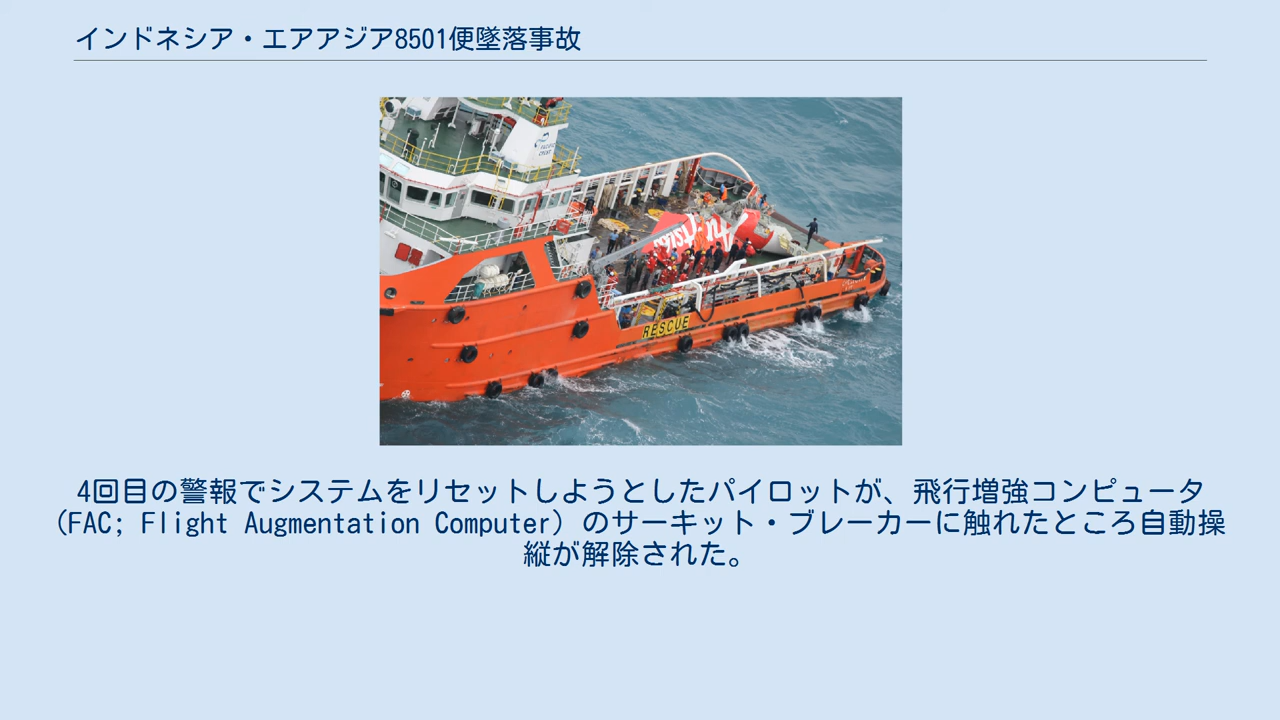 インドネシア・エアアジア8501便墜落事故
PACIFIC
RESCUE
4回目の警報でシステムをリセットしようとしたパイロットが、飛行増強コンピュータ
(FAC; Flight Augmentation Computer) のサーキット・ブレーカーに触れたところ自動操
縦が解除された。